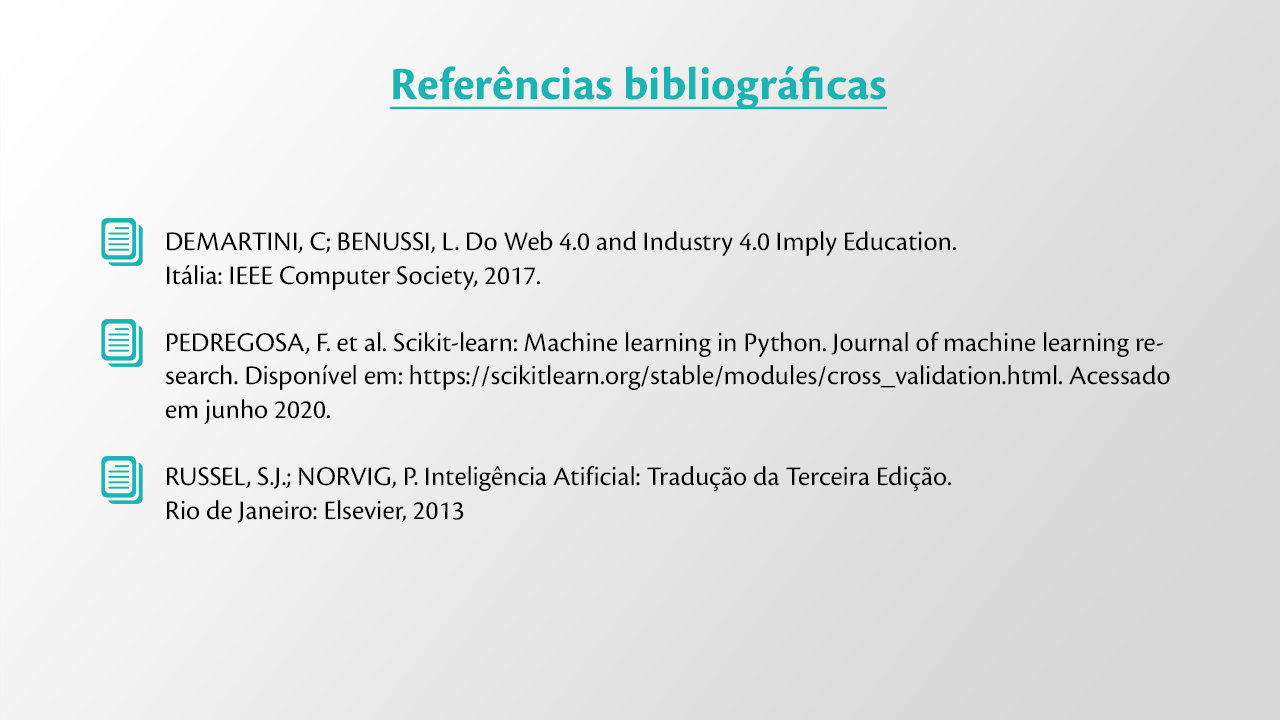 Referências bibliográficas
DEMARTINI, C; BENUSSI, L. Do Web 4.0 and Industry 4.0 Imply Education.
Itália: IEEE Computer Society, 2017.
PEDREGOSA, F. et al. Scikit-learn: Machine learning in Python. Journal of machine learning re-
search. Disponível em: https://scikitlearn.org/stable/modules/cross_validation.html. Acessado
em junho 2020.
RUSSEL, S.J.; NORVIG, P. Inteligência Atificial: Tradução da Terceira Edição.
Rio de Janeiro: Elsevier, 2013